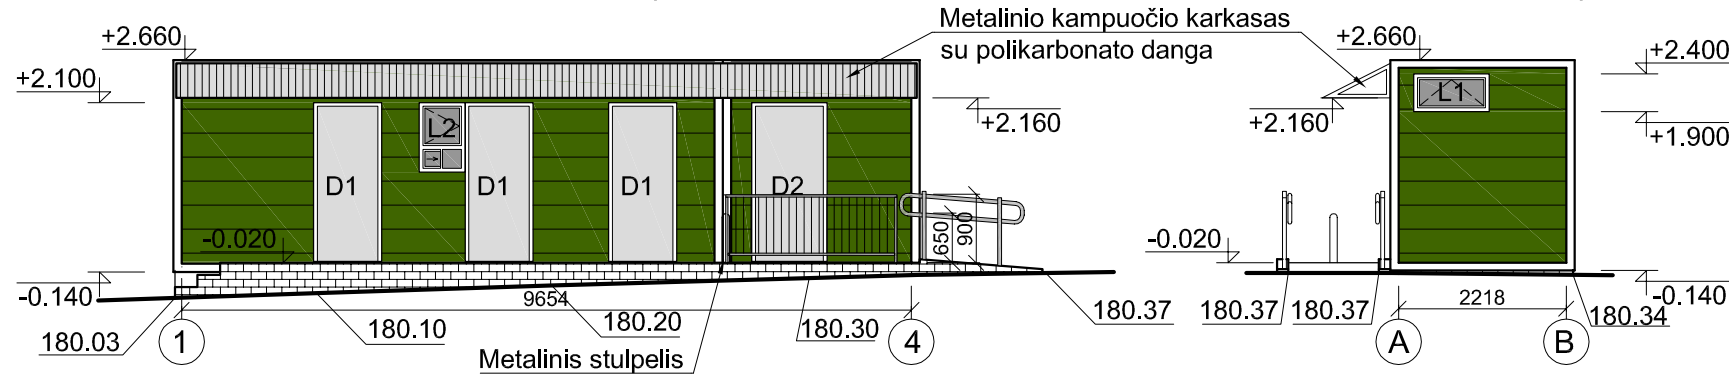 Metalinio kampuočio karkasas
su polikarbonato danga
+2.660
+2.100
+2.160
L2
D1
D1
D1
D2
-0.020
650
900
-0.140
9654
180.03
1
180.10
180.20
180.30
4
180.37
Metalinis stulpelis
+2.660
+2.400
L1
+2.160
+1.900
-0.020
-0.140
2218
180.37
180.37
180.34
A
B